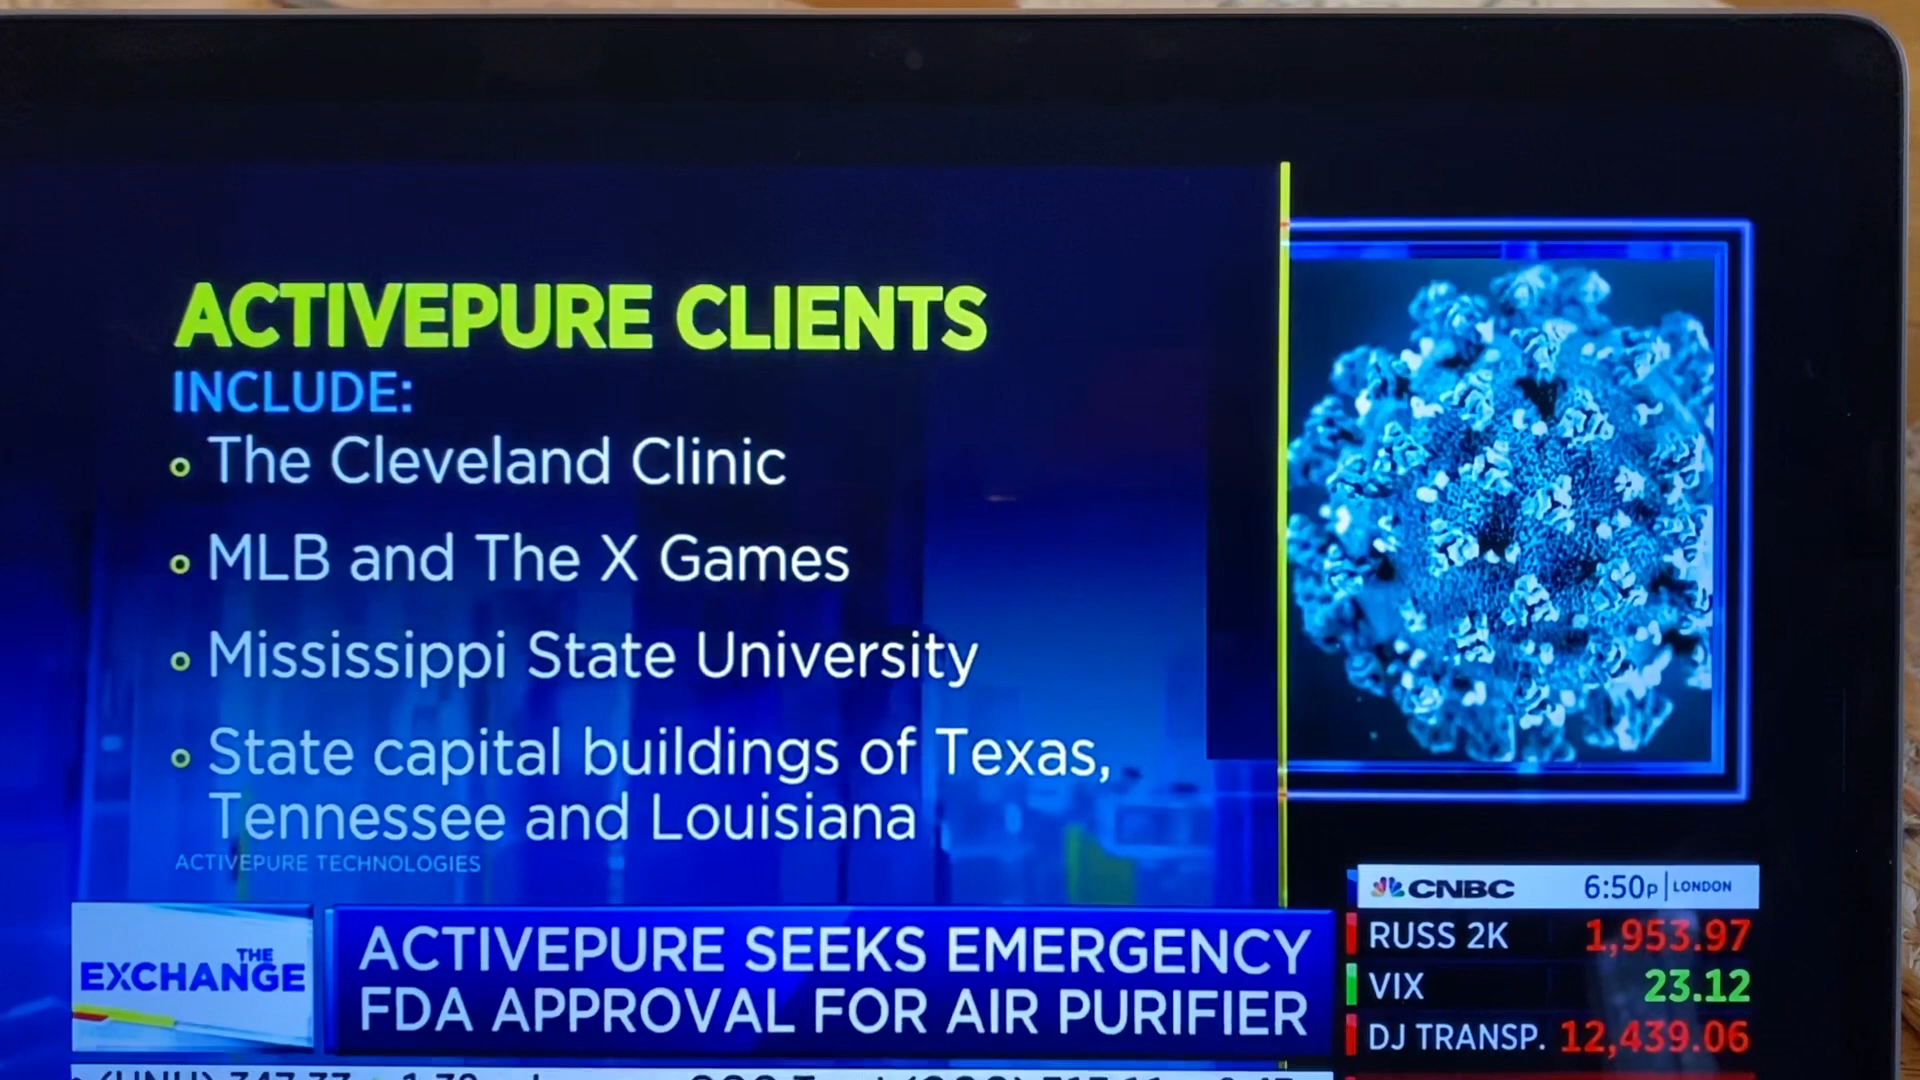 ACTIVEPURE CLIENTS
INCLUDE:
The Cleveland Clinic
MLB and The X Games
Mississippi State University
State capital buildings of Texas,
Tennessee and Louisiana
ACTIVEPURE TECHNOLOGIES
THE
EXCHANGE
ACTIVEPURE SEEKS EMERGENCY
FDA APPROVAL FOR AIR PURIFIER
CNBC 6:50P LONDON
RUSS 2K 1,953.97
VIX 23.12
DJ TRANSP. 12,439.06